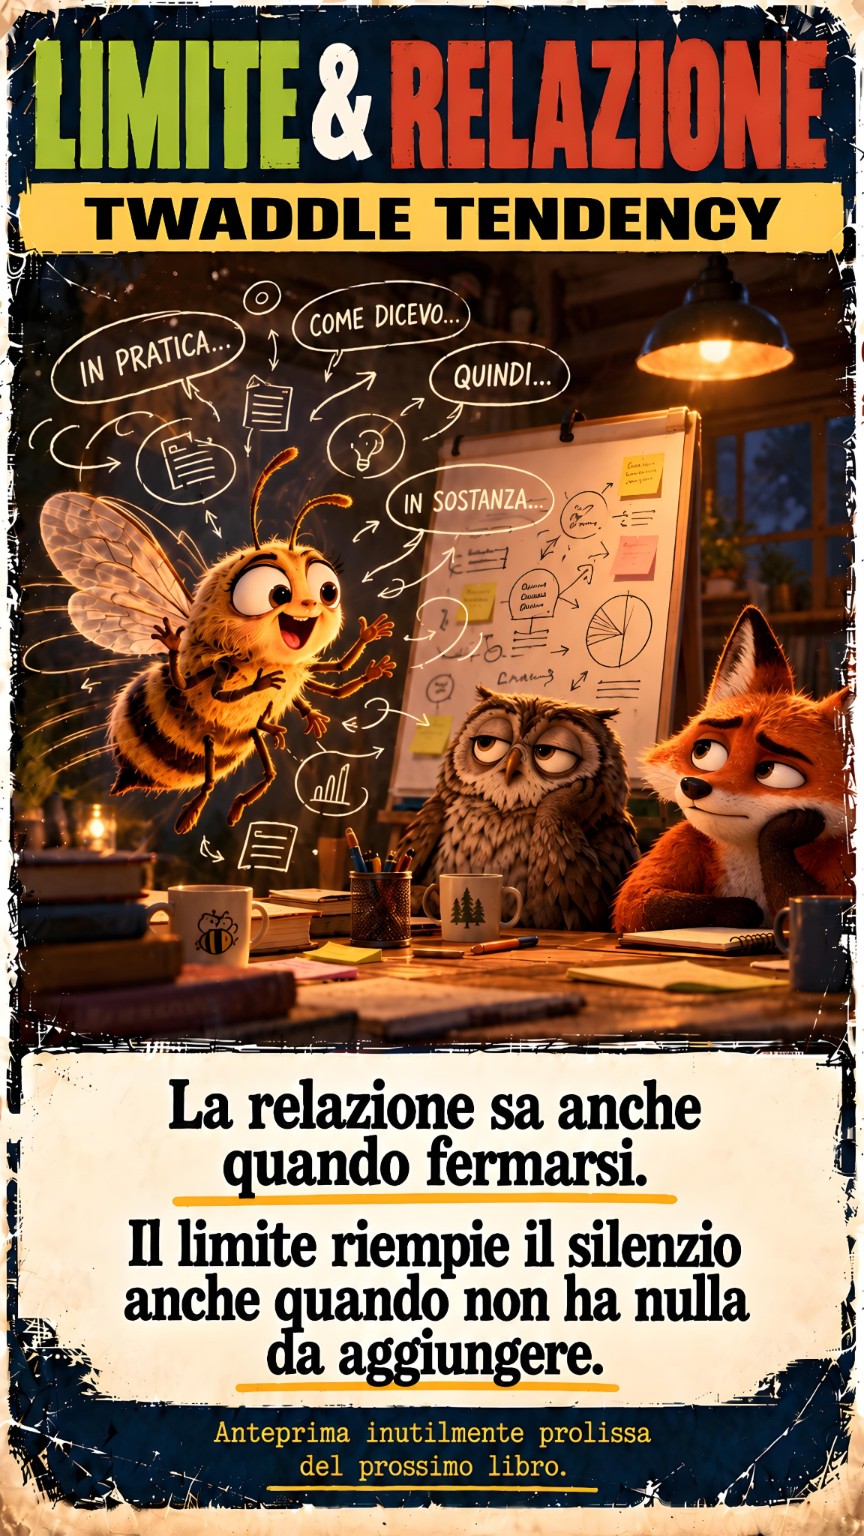 LIMITE & RELAZIONE
TWADDLE TENDENCY
IN PRATICA...
COME DICEVO...
QUINDI...
IN SOSTANZA...
La relazione sa anche
quando fermarsi.
Il limite riempie il silenzio
anche quando non ha nulla
da aggiungere.
Anteprima inutilmente prolissa
del prossimo libro.